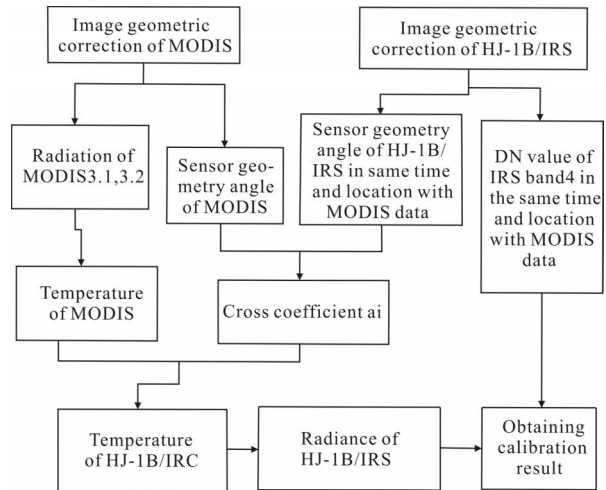 Image geometric
correction of MODIS
Image geometric
correction of HJ-1B/IRS
Radiation of
MODIS3.1,3.2
Sensor geo-
metry angle
of MODIS
Sensor geometry
angle of HJ-1B/
IRS in same time
and location with
MODIS data
DN value of
IRS band4 in
the same time
and location
with MODIS
data
Temperature
of MODIS
Cross coefficient ai
Temperature
of HJ-1B/IRC
Radiance of
HJ-1B/IRS
Obtaining
calibration
result